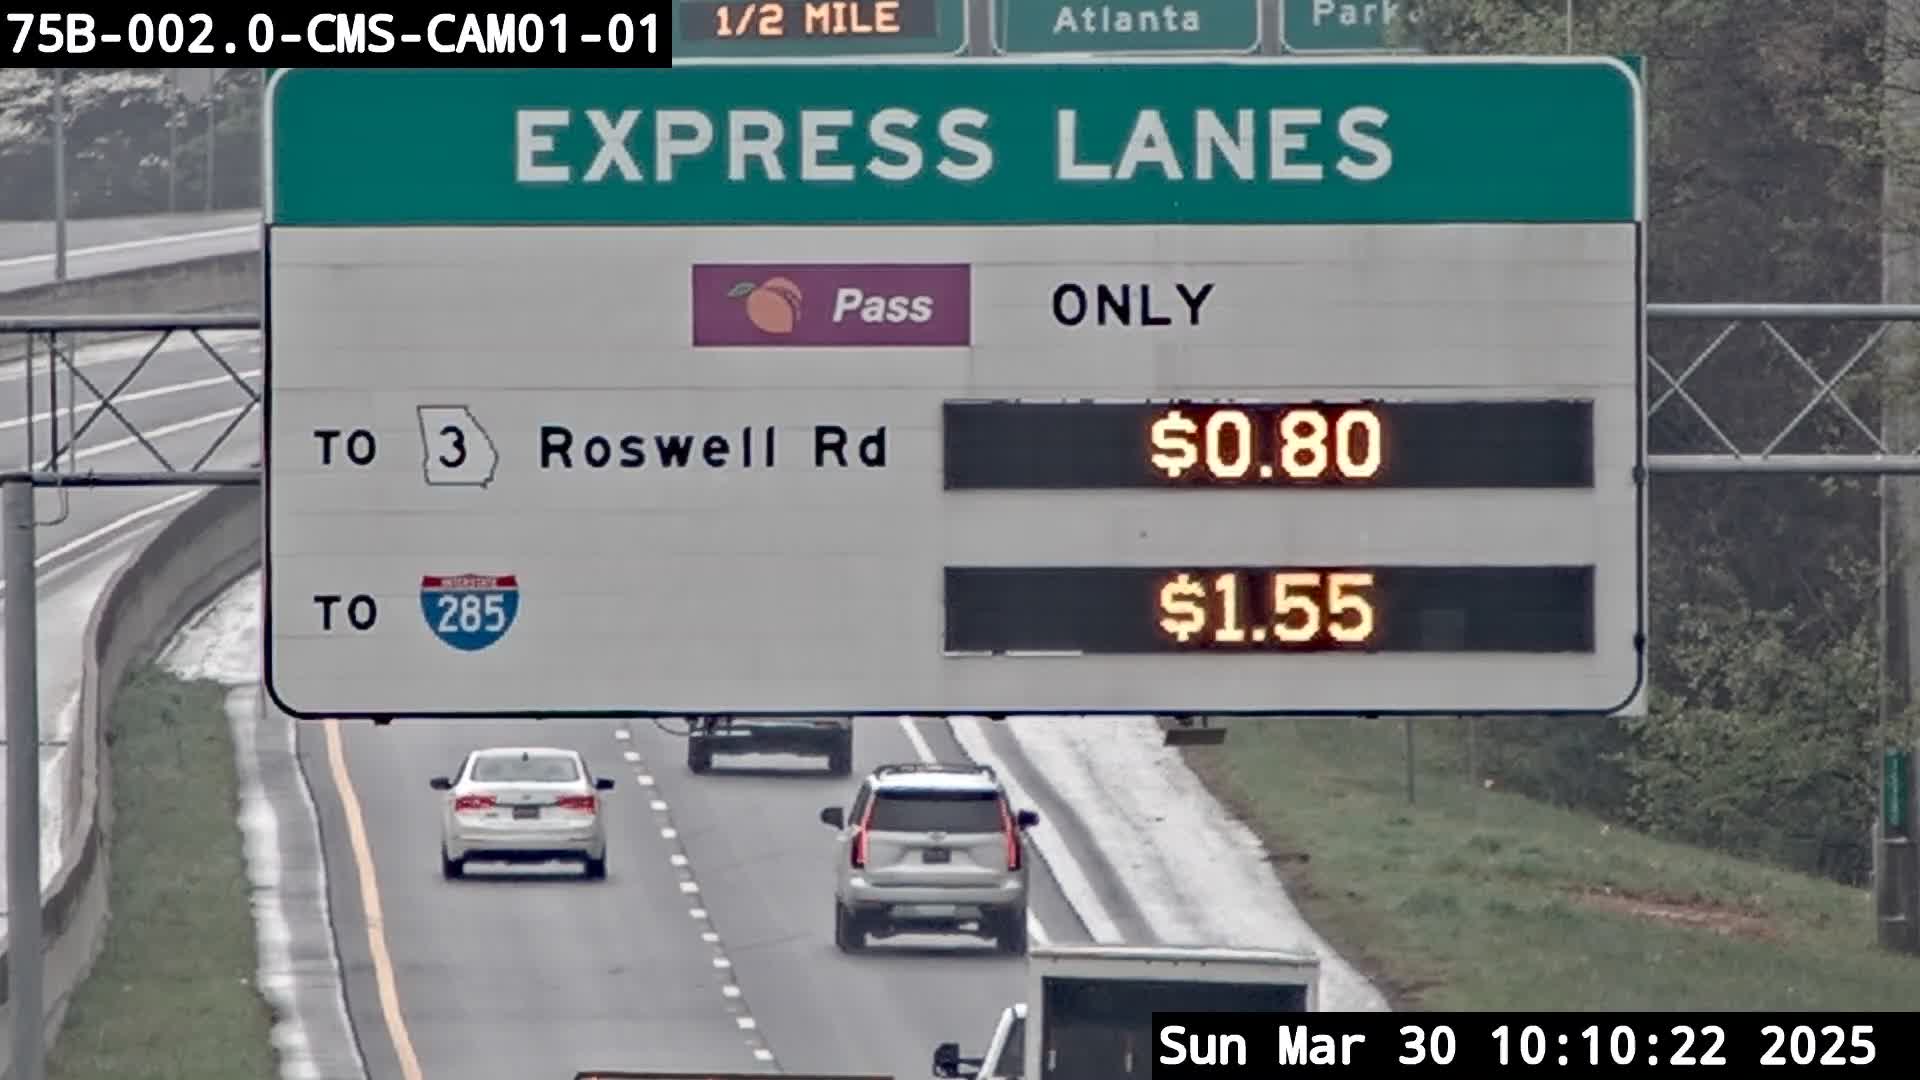 75B-002.0-CMS-CAM01-01
1/2 MILE
Atlanta
EXPRESS LANES
Pass ONLY
TO 3 Roswell Rd $0.80
TO INTERSTATE 285 $1.55
Sun Mar 30 10:10:22 2025